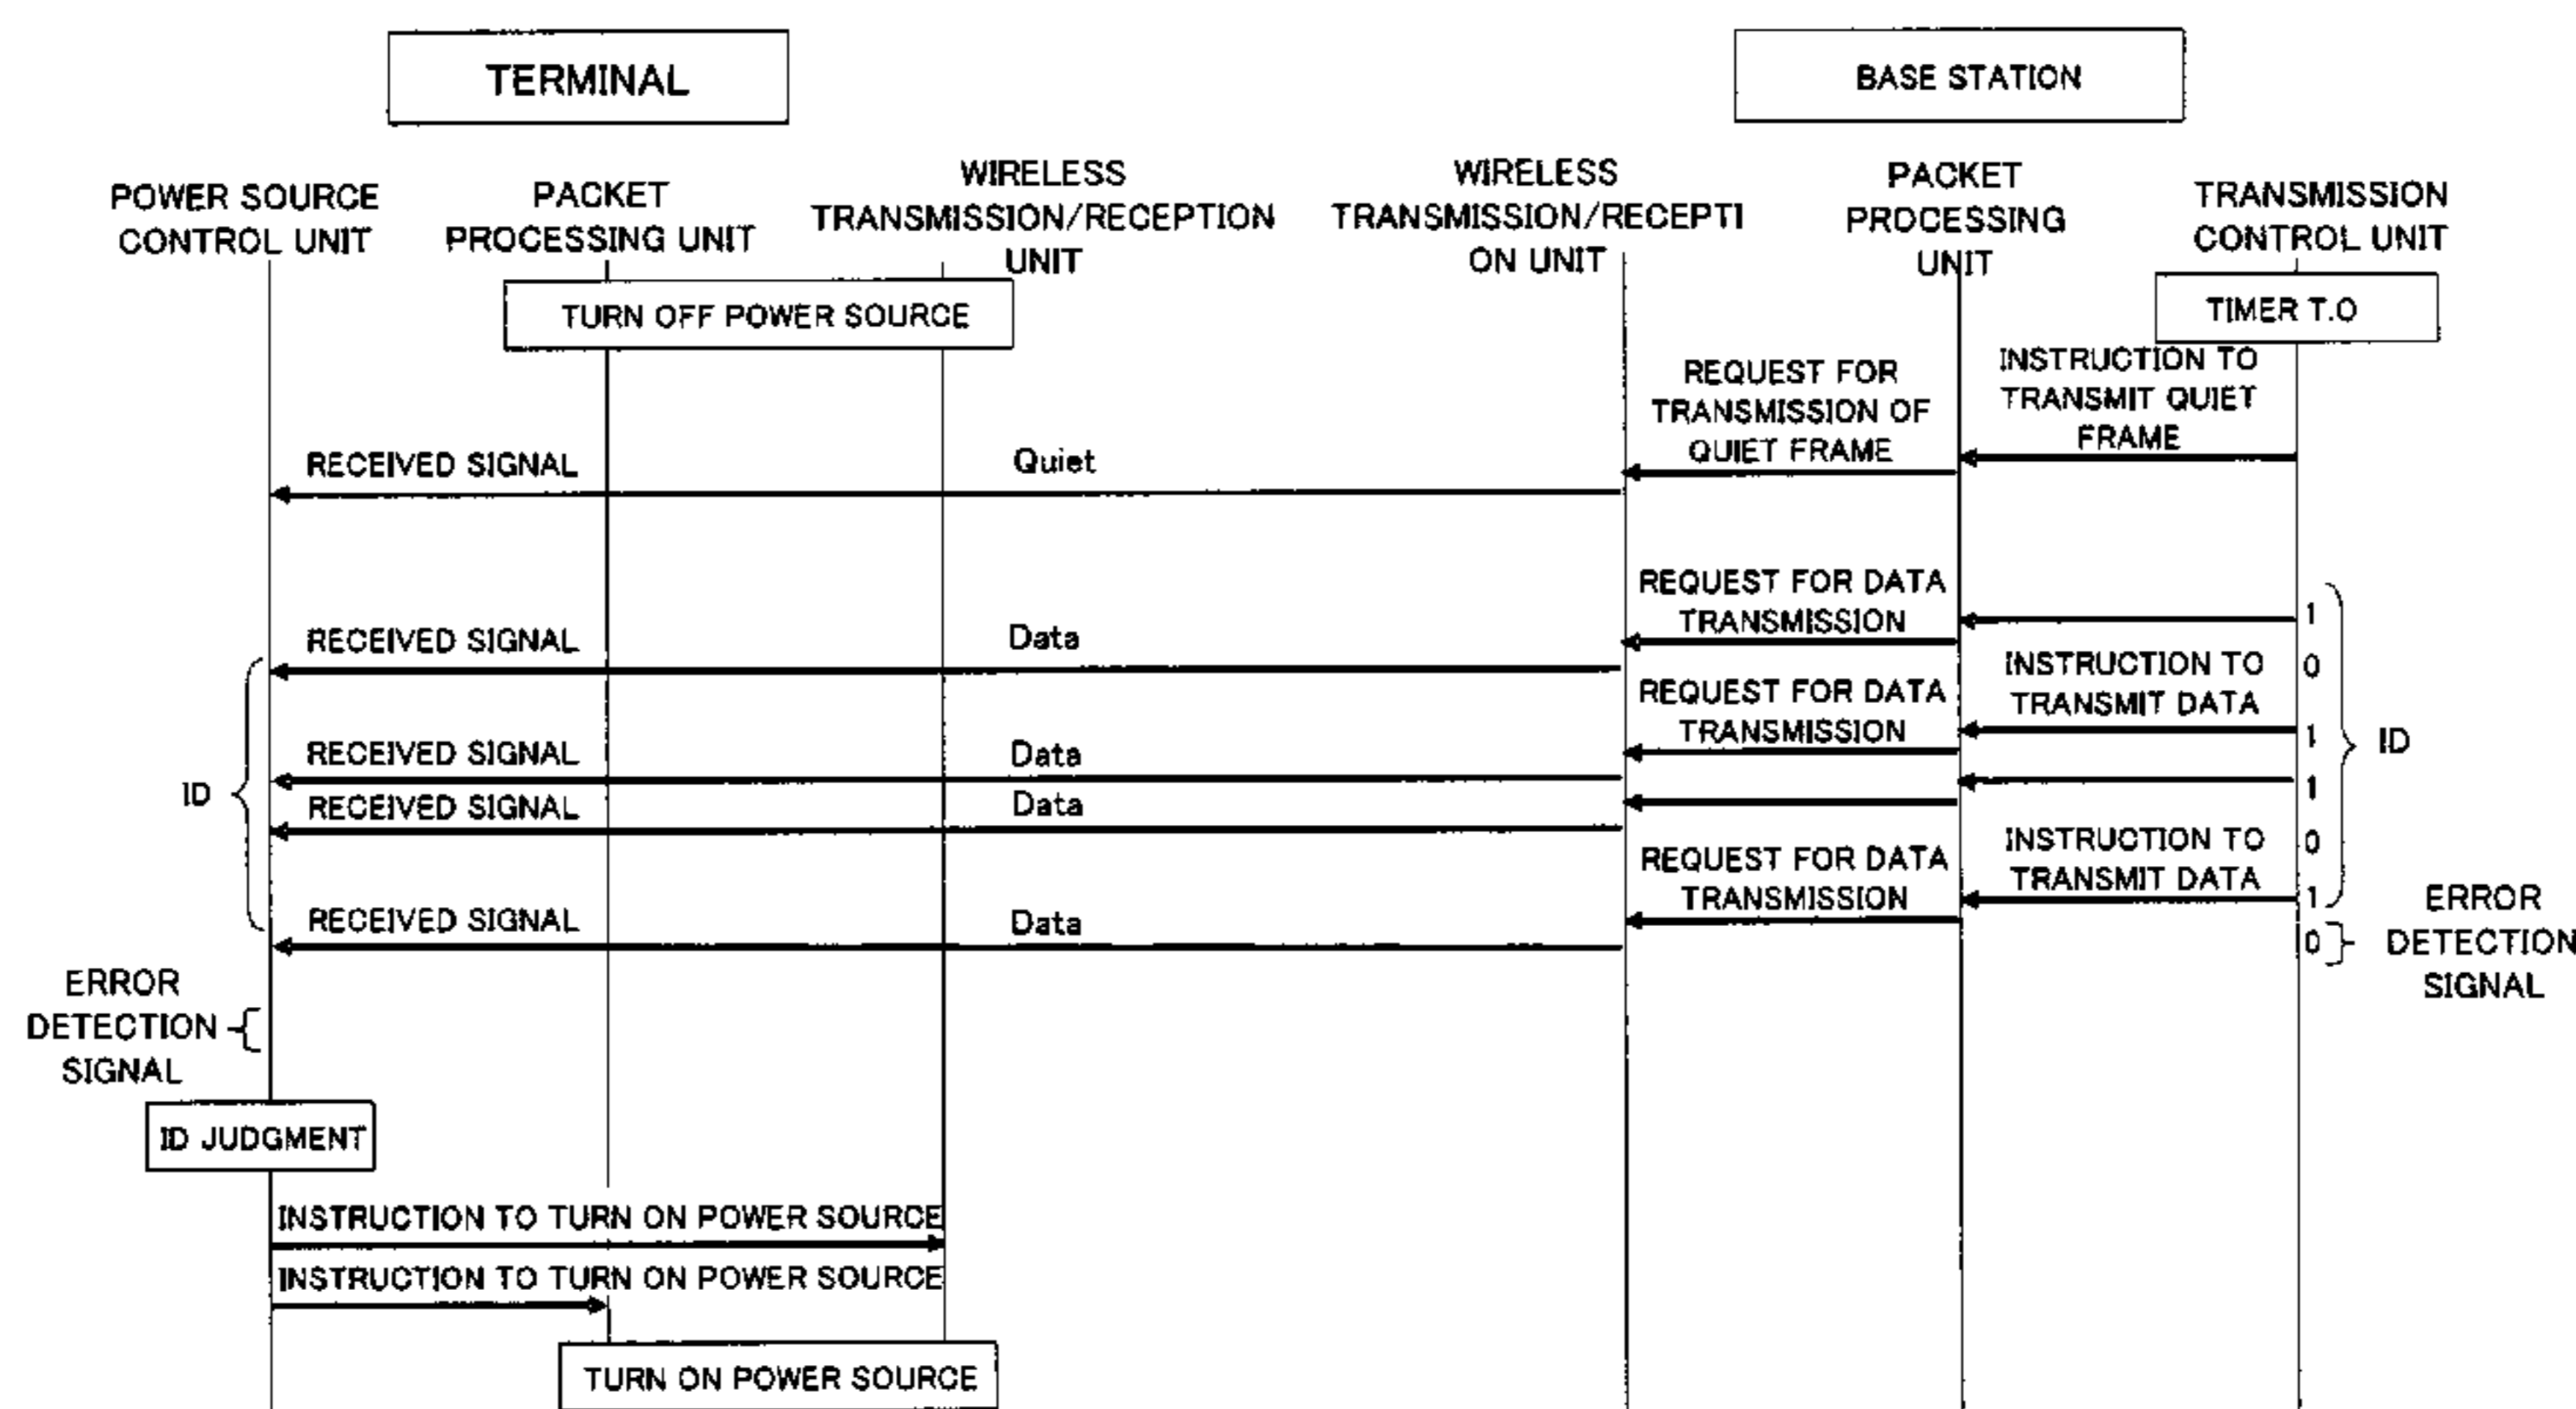 TERMINAL
BASE STATION
POWER SOURCE
CONTROL UNIT
PACKET
PROCESSING UNIT
WIRELESS
TRANSMISSION/RECEPTION
UNIT
WIRELESS
TRANSMISSION/RECEPTI
ON UNIT
PACKET
PROCESSING
UNIT
TRANSMISSION
CONTROL UNIT
TURN OFF POWER SOURCE
TIMER T.O
INSTRUCTION TO
TRANSMIT QUIET
FRAME
REQUEST FOR
TRANSMISSION OF
QUIET FRAME
Quiet
RECEIVED SIGNAL
REQUEST FOR DATA
TRANSMISSION
1
RECEIVED SIGNAL
Data
INSTRUCTION TO
TRANSMIT DATA
0
REQUEST FOR DATA
TRANSMISSION
1
ID
RECEIVED SIGNAL
Data
ID
RECEIVED SIGNAL
Data
1
INSTRUCTION TO
TRANSMIT DATA
0
REQUEST FOR DATA
TRANSMISSION
1
RECEIVED SIGNAL
Data
0
ERROR
DETECTION
SIGNAL
ERROR
DETECTION
SIGNAL
ID JUDGMENT
INSTRUCTION TO TURN ON POWER SOURCE
INSTRUCTION TO TURN ON POWER SOURCE
TURN ON POWER SOURCE